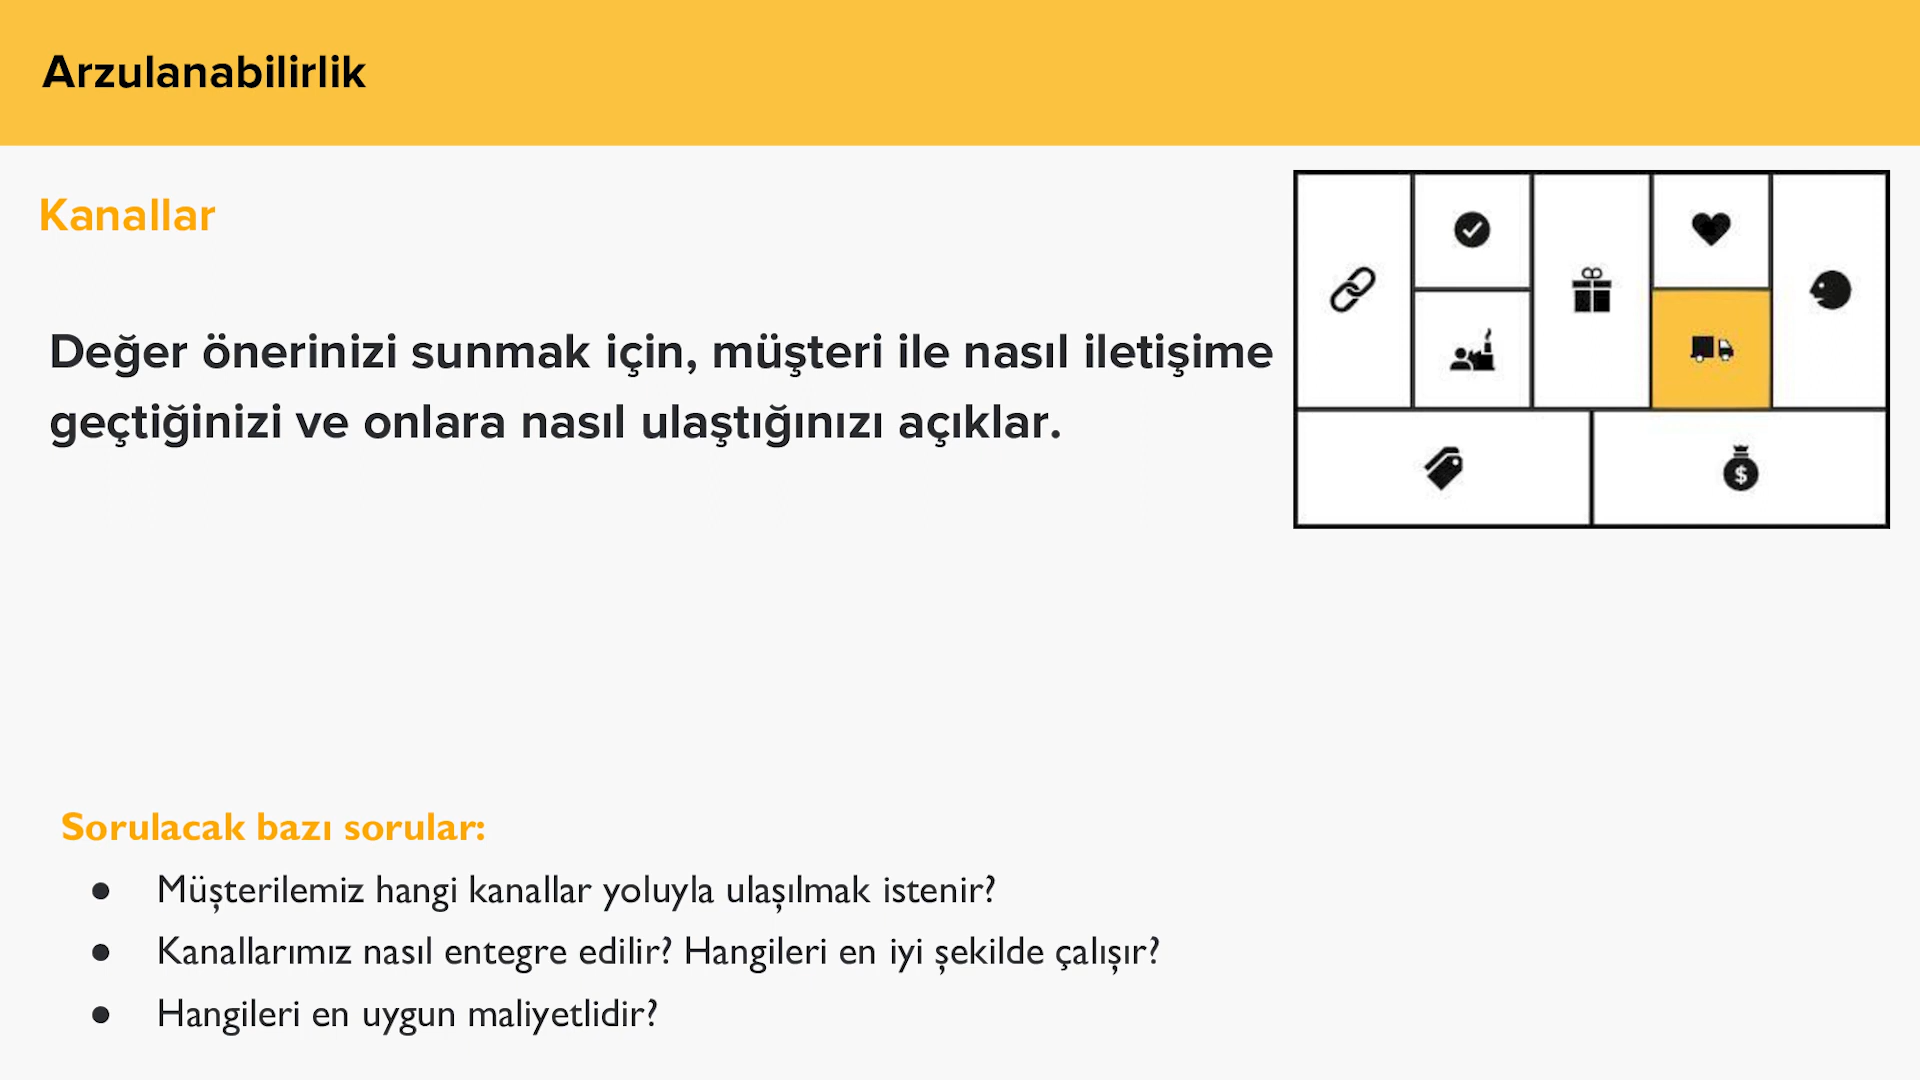 Arzulanabilirlik
Kanallar
Değer önerinizi sunmak için, müşteri ile nasıl iletişime
geçtiğinizi ve onlara nasıl ulaştığınızı açıklar.
$
Sorulacak bazı sorular:
● Müşterilemiz hangi kanallar yoluyla ulaşılmak istenir?
● Kanallarımız nasıl entegre edilir? Hangileri en iyi şekilde çalışır?
● Hangileri en uygun maliyetlidir?